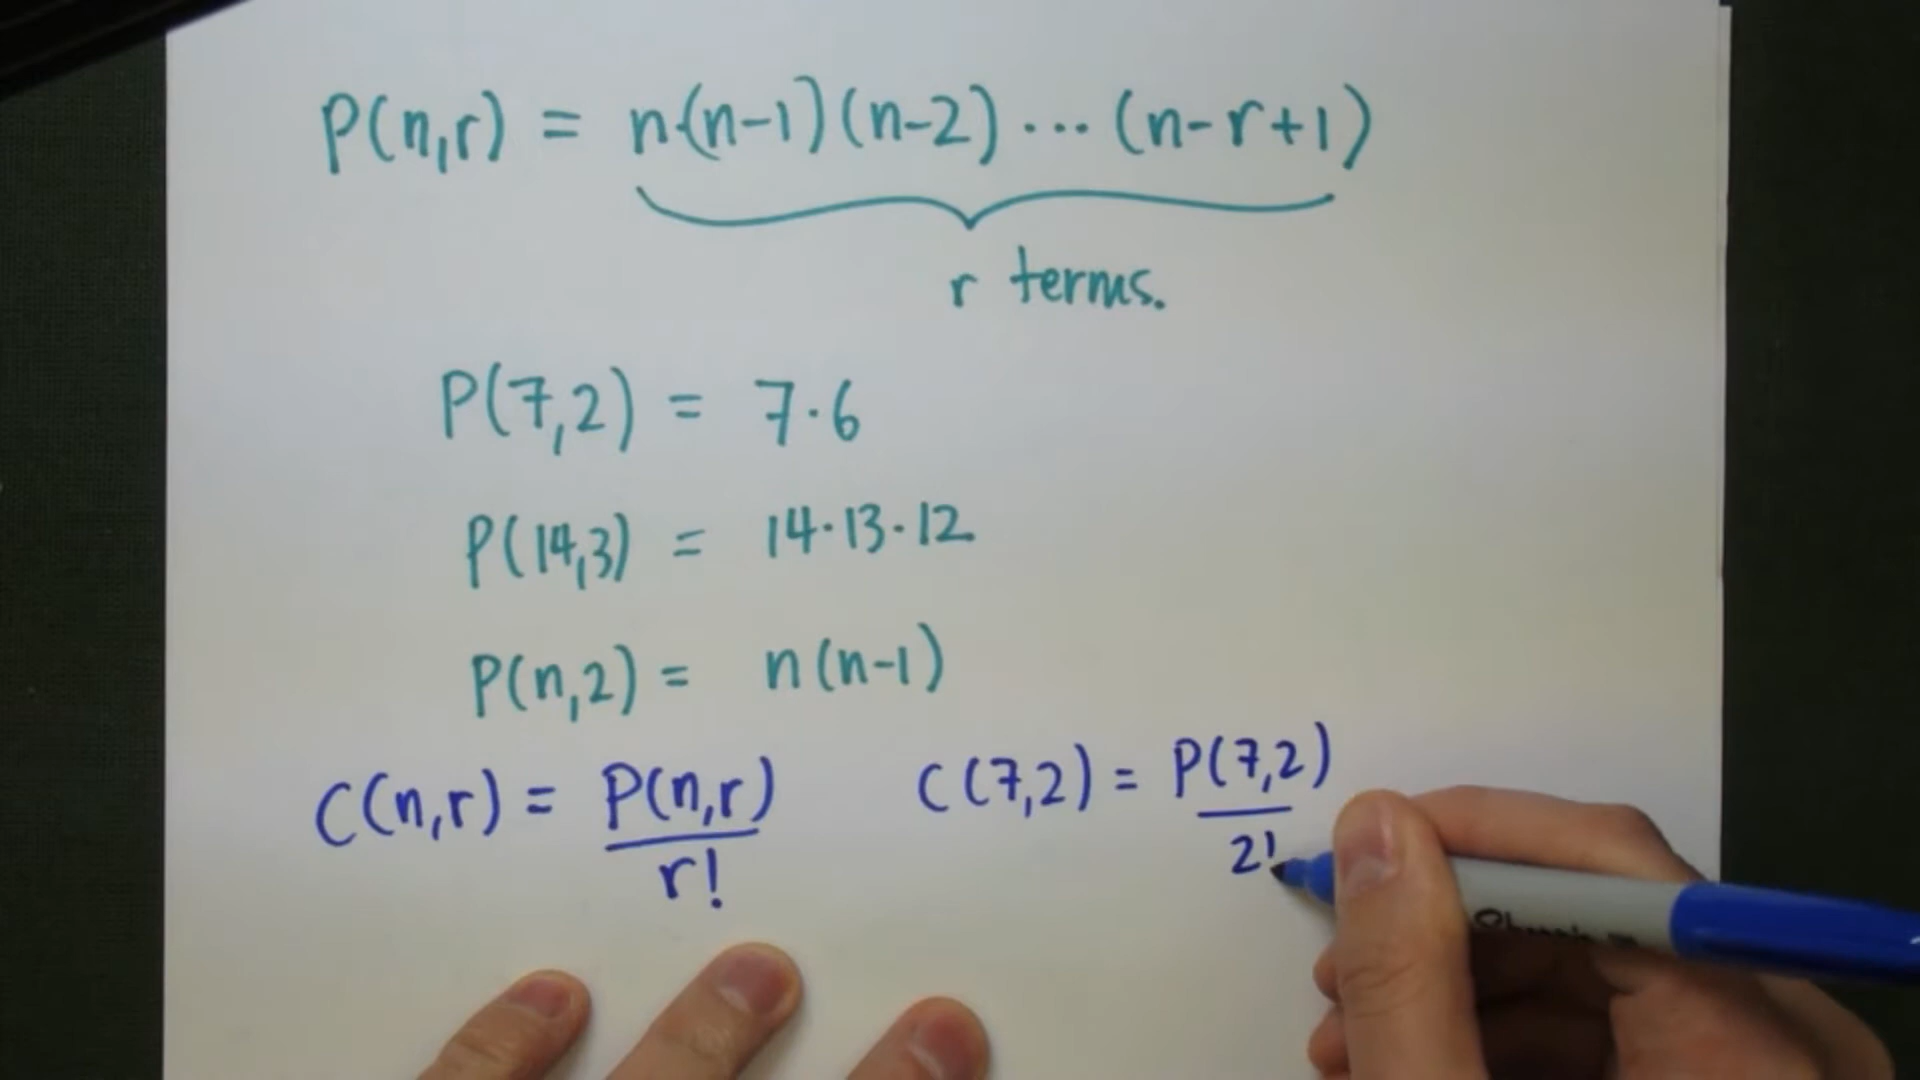 P(n,r) = n·(n-1)(n-2)···(n-r+1)
r terms.
P(7,2) = 7·6
P(14,3) = 14·13·12
P(n,2) = n(n-1)
C(n,r) = P(n,r)
r!
C(7,2) = P(7,2)
2!